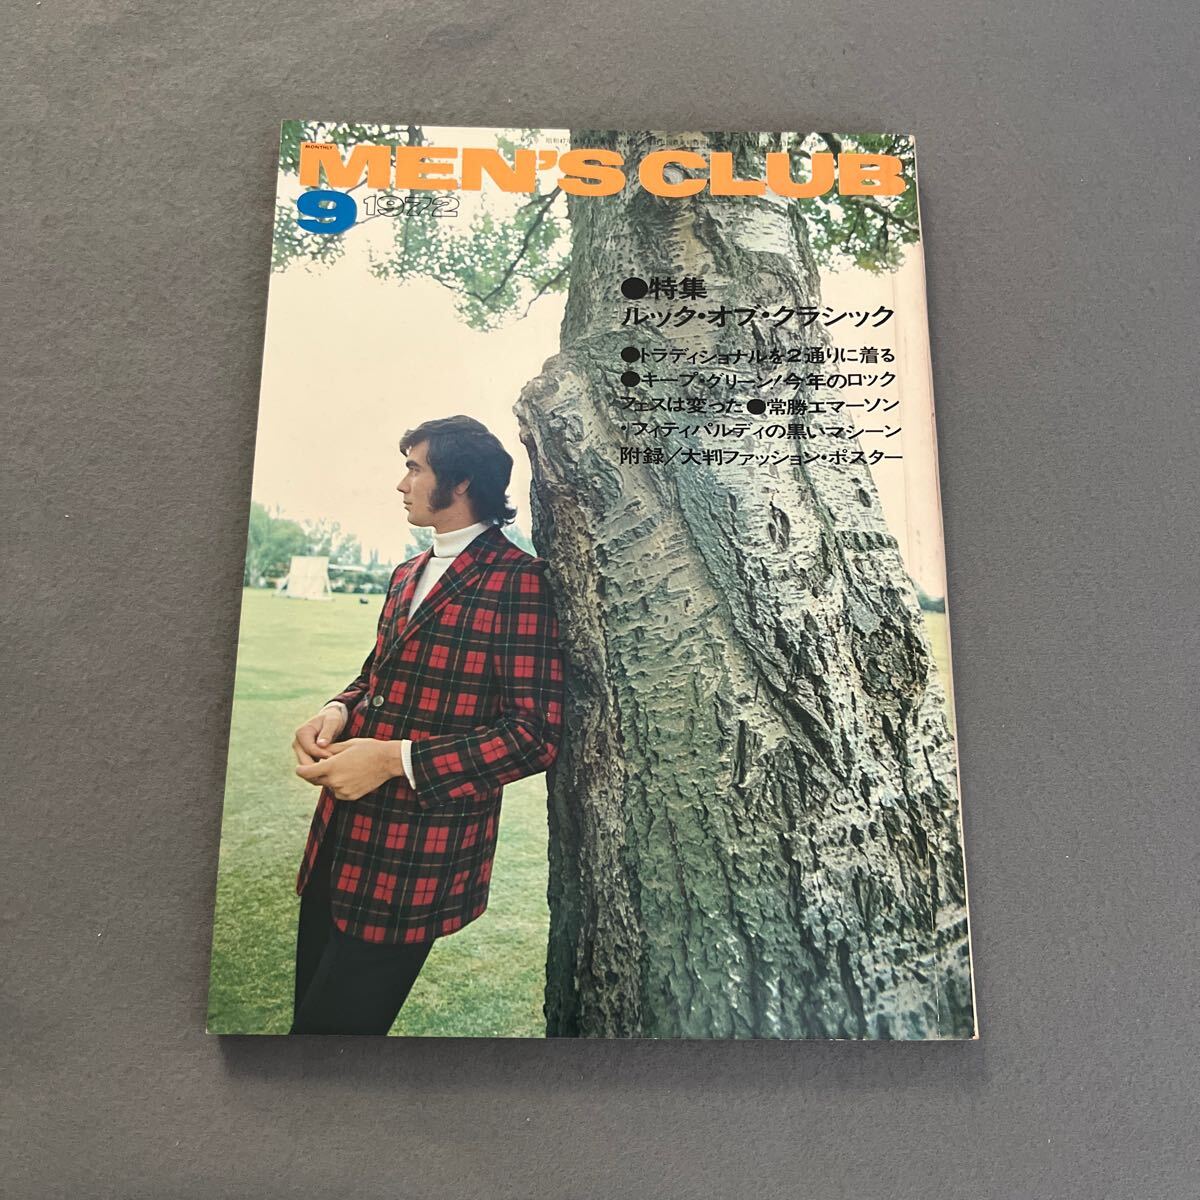 MONTHLY
MEN'S CLUB
9 1972
●特集
ルック・オブ・クラシック
●トラディショナルを2通りに着る
●キープ・グリーン!今年のロック
フェスは変った●常勝エマーソン
・フィティパルディの黒いマシーン
附録/大判ファッション・ポスター